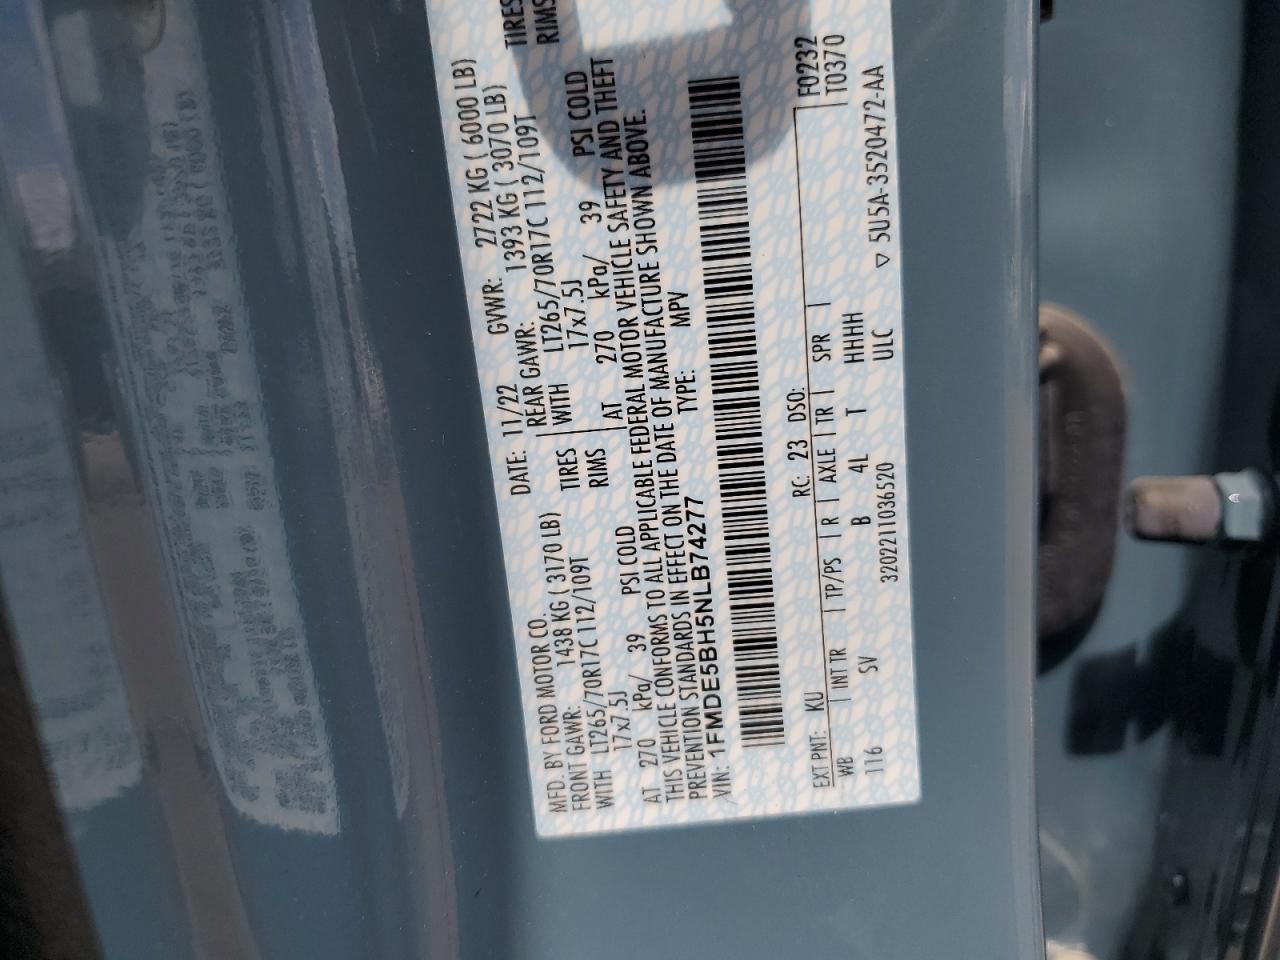 MFD. BY FORD MOTOR CO.
DATE: 11/22 GVWR: 2722 KG ( 6000 LB)
FRONT GAWR: 1438 KG ( 3170 LB) REAR GAWR: 1393 KG ( 3070 LB)
WITH LT265/70R17C 112/109T TIRES WITH LT265/70R17C 112/109T TIRES
17x7.5J RIMS 17x7.5J RIMS
AT 270 kPa/ 39 PSI COLD AT 270 kPa/ 39 PSI COLD
THIS VEHICLE CONFORMS TO ALL APPLICABLE FEDERAL MOTOR VEHICLE SAFETY AND THEFT
PREVENTION STANDARDS IN EFFECT ON THE DATE OF MANUFACTURE SHOWN ABOVE.
VIN: 1FMDE5BH5NLB74277 TYPE: MPV
F0232
EXT PNT: KU RC: 23 DSO: T0370
WB INT TR TP/PS R AXLE TR SPR
116 SV B 4L T HHHH ▽ 5U5A-3520472-AA
320221103652O ULC